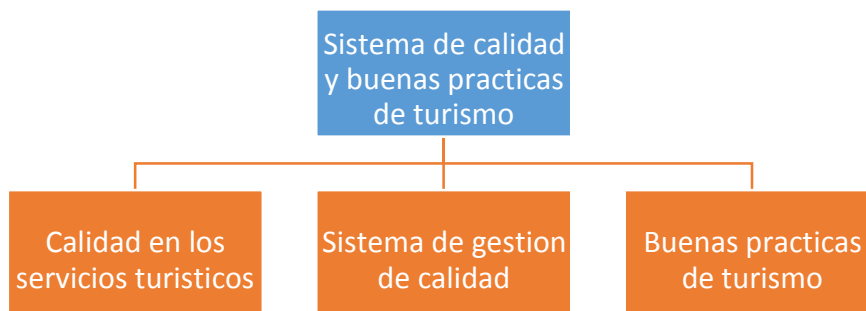 Sistema de calidad
y buenas practicas
de turismo
Calidad en los
servicios turisticos
Sistema de gestion
de calidad
Buenas practicas
de turismo